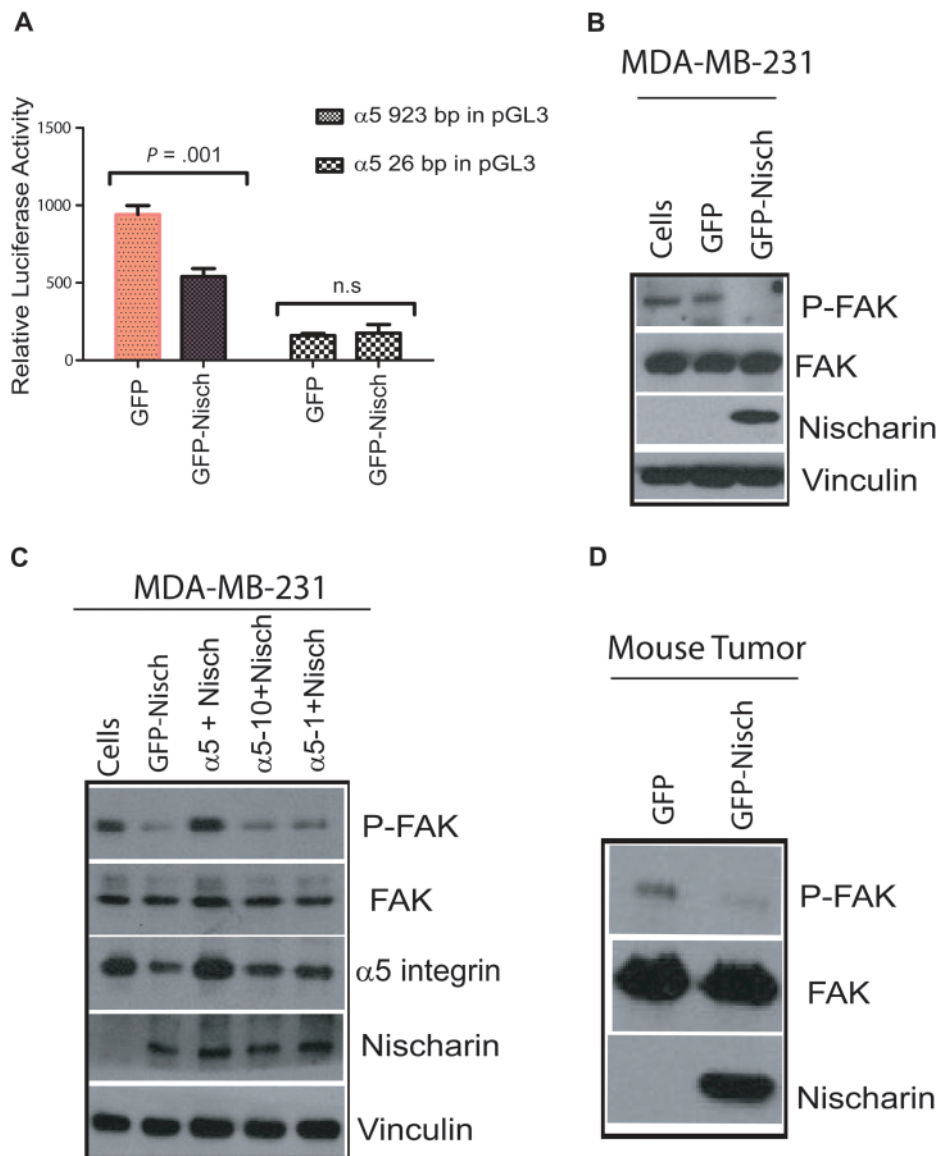 A
Relative Luciferase Activity
1500
1000
500
0
P = .001
n.s
α5 923 bp in pGL3
α5 26 bp in pGL3
GFP
GFP-Nisch
GFP
GFP-Nisch
B
MDA-MB-231
Cells
GFP
GFP-Nisch
P-FAK
FAK
Nischarin
Vinculin
C
MDA-MB-231
Cells
GFP-Nisch
α5 + Nisch
α5-10+Nisch
α5-1+Nisch
P-FAK
FAK
α5 integrin
Nischarin
Vinculin
D
Mouse Tumor
GFP
GFP-Nisch
P-FAK
FAK
Nischarin